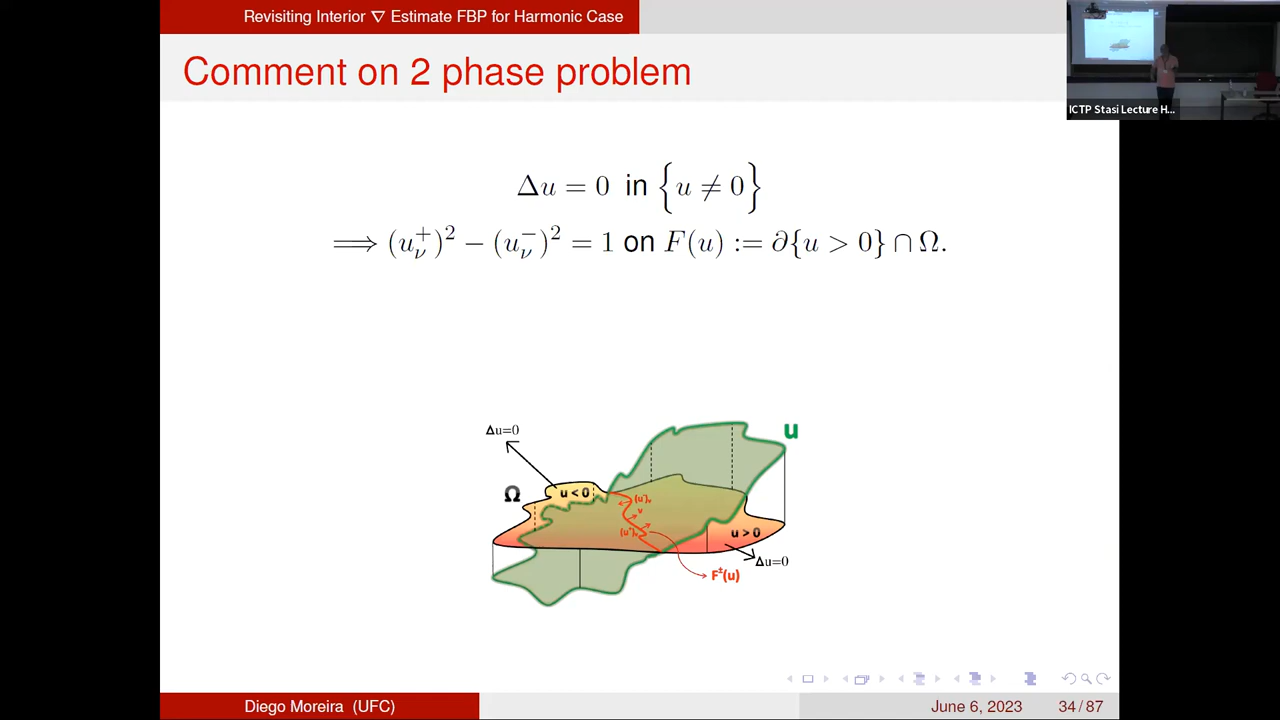 Revisiting Interior ∇ Estimate FBP for Harmonic Case
Comment on 2 phase problem
ICTP Stasi Lecture H...
Δu = 0 in {u ≠ 0}
⟹ (u⁺ᵥ)² − (u⁻ᵥ)² = 1 on F(u) := ∂{u > 0} ∩ Ω.
Δu=0
u
Ω
u < 0
(u⁻)ᵥ
ν
(u⁺)ᵥ
u > 0
Δu=0
F±(u)
Diego Moreira (UFC)
June 6, 2023
34/87